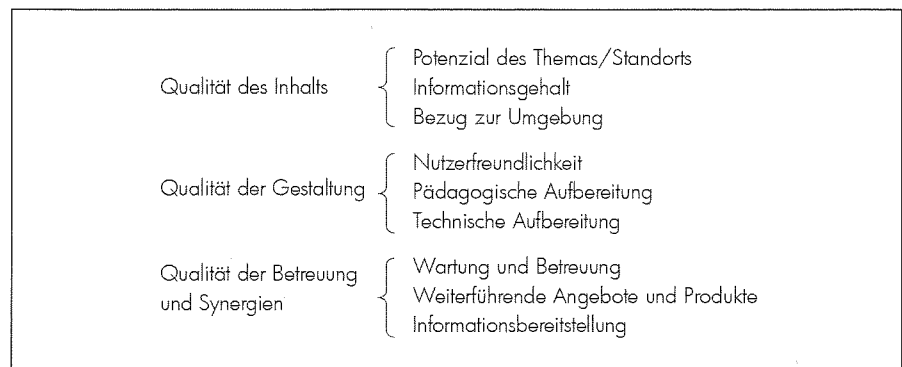 Qualität des Inhalts
Potenzial des Themas/Standorts
Informationsgehalt
Bezug zur Umgebung
Qualität der Gestaltung
Nutzerfreundlichkeit
Pädagogische Aufbereitung
Technische Aufbereitung
Qualität der Betreuung
und Synergien
Wartung und Betreuung
Weiterführende Angebote und Produkte
Informationsbereitstellung